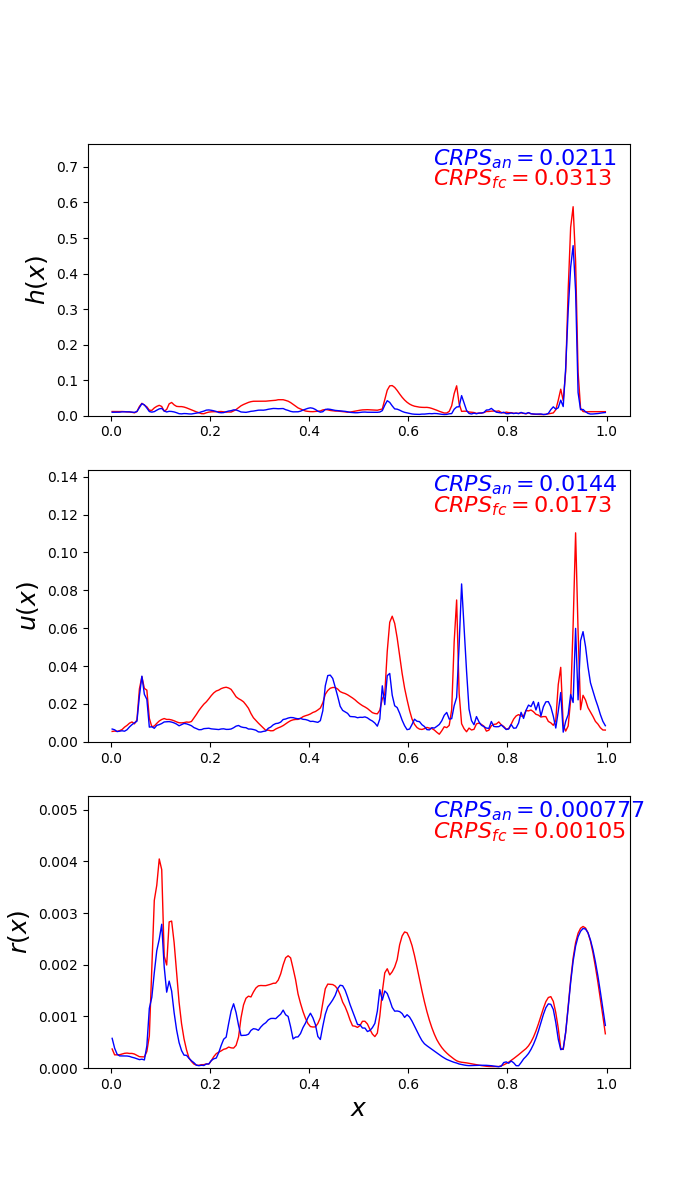 CRPS_an = 0.0211
CRPS_fc = 0.0313
h(x)
0.7
0.6
0.5
0.4
0.3
0.2
0.1
0.0
0.0 0.2 0.4 0.6 0.8 1.0
CRPS_an = 0.0144
CRPS_fc = 0.0173
u(x)
0.14
0.12
0.10
0.08
0.06
0.04
0.02
0.00
0.0 0.2 0.4 0.6 0.8 1.0
CRPS_an = 0.000777
CRPS_fc = 0.00105
r(x)
0.005
0.004
0.003
0.002
0.001
0.000
0.0 0.2 0.4 0.6 0.8 1.0
x